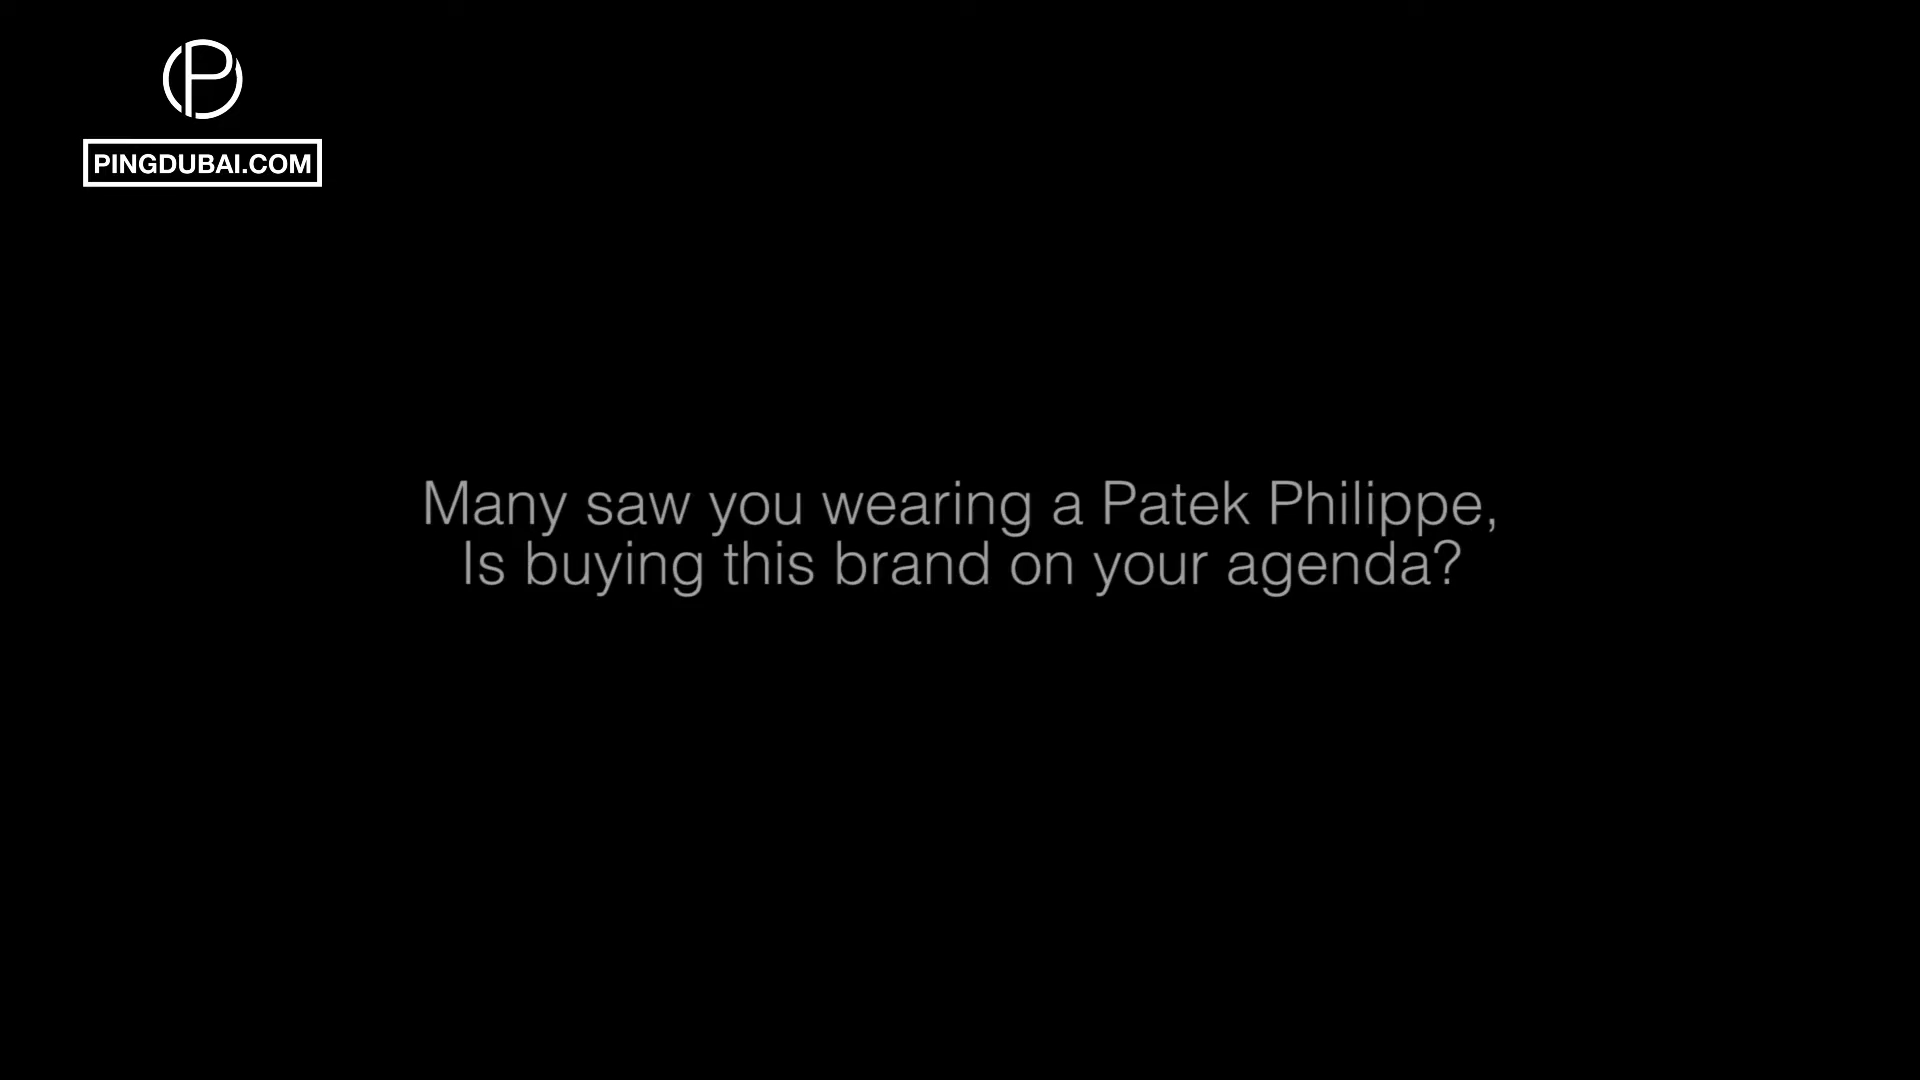 P
PINGDUBAI.COM
Many saw you wearing a Patek Philippe,
Is buying this brand on your agenda?